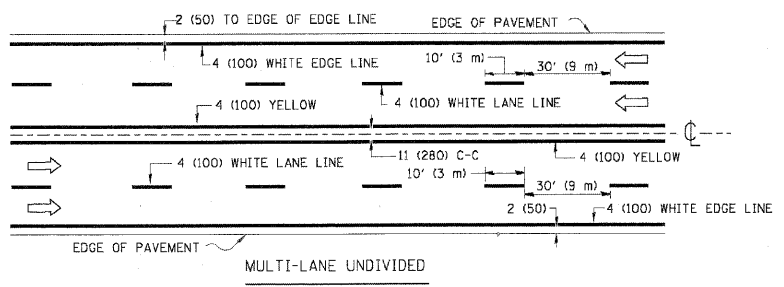 2 (50) TO EDGE OF EDGE LINE
EDGE OF PAVEMENT
4 (100) WHITE EDGE LINE
10' (3 m)
30' (9 m)
4 (100) YELLOW
4 (100) WHITE LANE LINE
℄
4 (100) WHITE LANE LINE
11 (280) C-C
4 (100) YELLOW
10' (3 m)
30' (9 m)
2 (50)
4 (100) WHITE EDGE LINE
EDGE OF PAVEMENT
MULTI-LANE UNDIVIDED